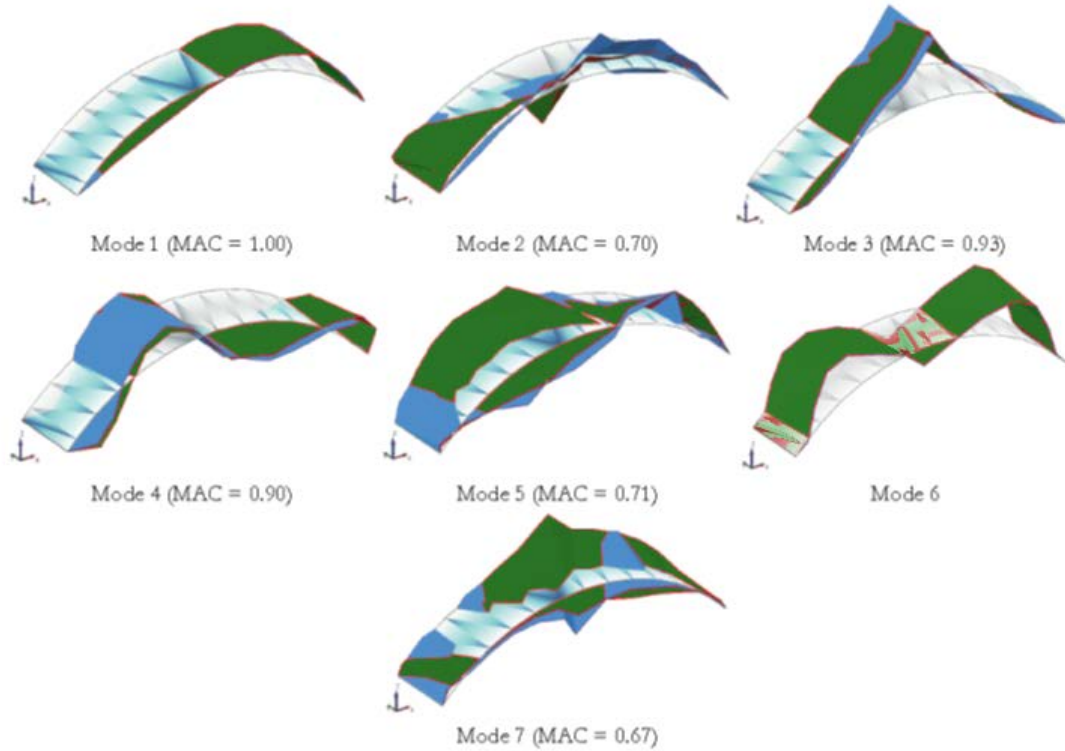 Mode 1 (MAC = 1.00)
Mode 2 (MAC = 0.70)
Mode 3 (MAC = 0.93)
Mode 4 (MAC = 0.90)
Mode 5 (MAC = 0.71)
Mode 6
Mode 7 (MAC = 0.67)